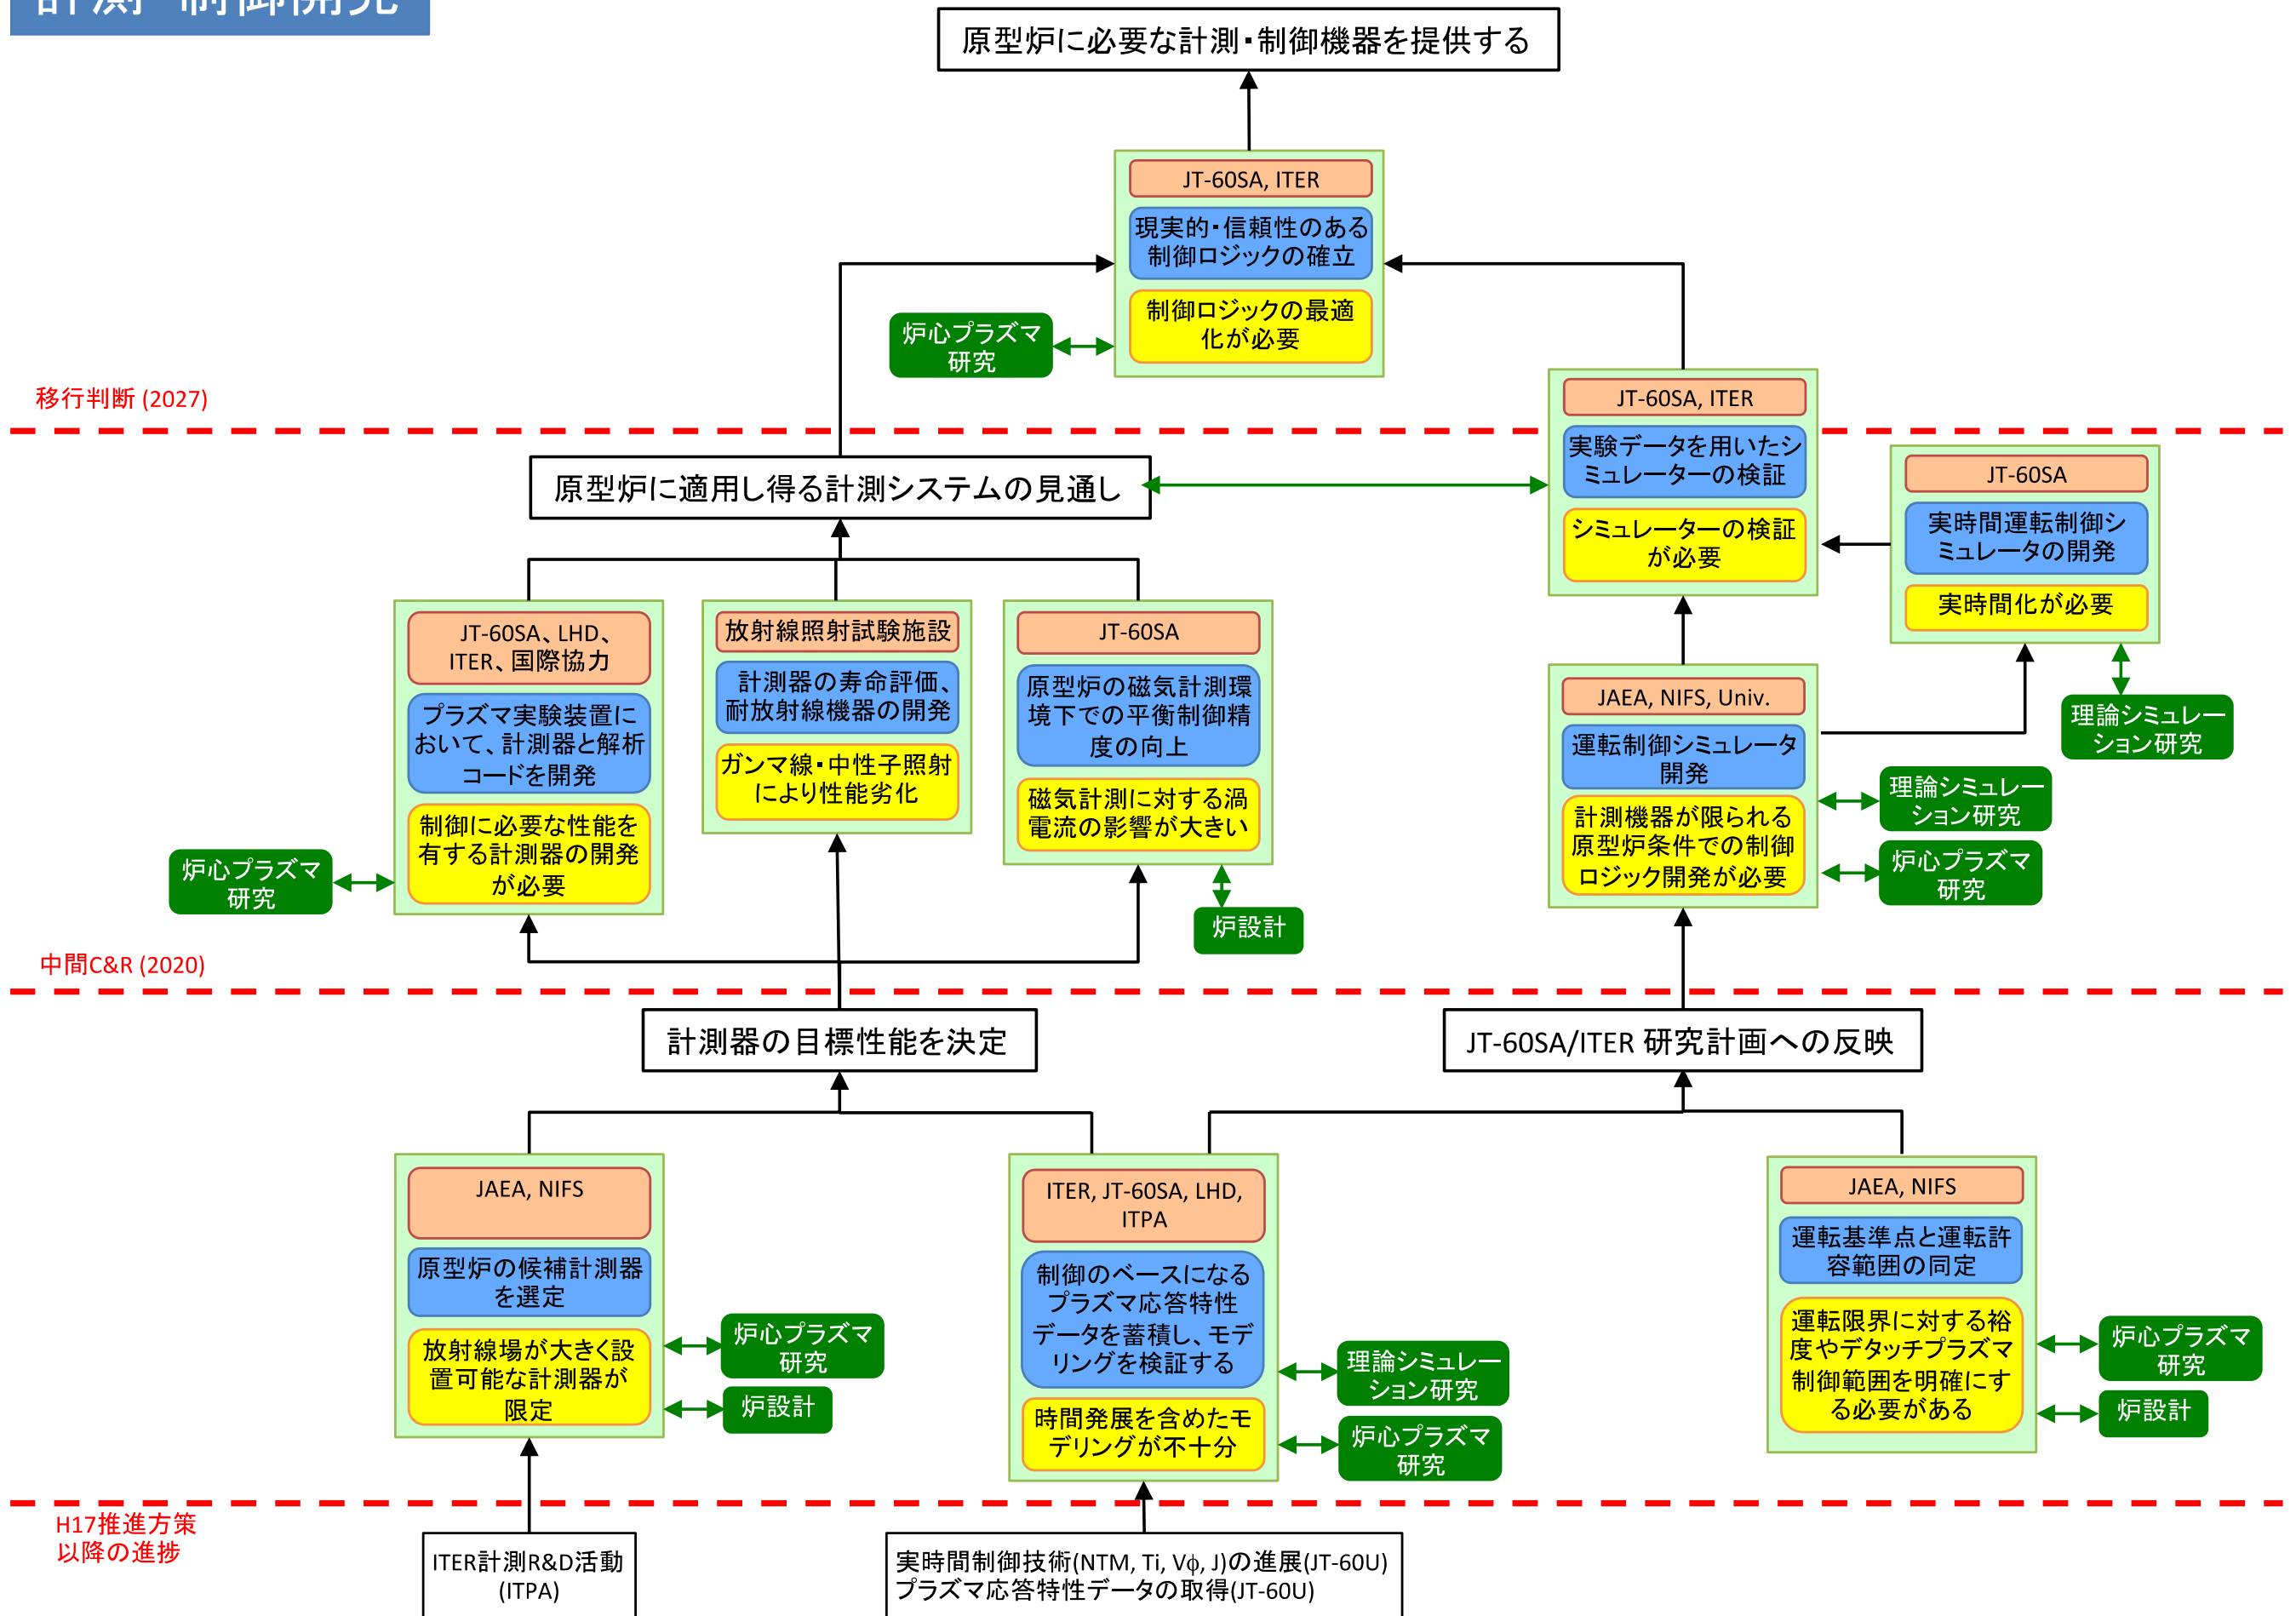 計測・制御開発
原型炉に必要な計測・制御機器を提供する
JT-60SA, ITER
現実的・信頼性のある
制御ロジックの確立
制御ロジックの最適
化が必要
炉心プラズマ
研究
移行判断 (2027)
JT-60SA, ITER
実験データを用いたシ
ミュレーターの検証
シミュレーターの検証
が必要
JT-60SA
実時間運転制御シ
ミュレータの開発
実時間化が必要
理論シミュレー
ション研究
原型炉に適用し得る計測システムの見通し
JT-60SA、LHD、
ITER、国際協力
プラズマ実験装置に
おいて、計測器と解析
コードを開発
制御に必要な性能を
有する計測器の開発
が必要
炉心プラズマ
研究
放射線照射試験施設
計測器の寿命評価、
耐放射線機器の開発
ガンマ線・中性子照射
により性能劣化
JT-60SA
原型炉の磁気計測環
境下での平衡制御精
度の向上
磁気計測に対する渦
電流の影響が大きい
炉設計
JAEA, NIFS, Univ.
運転制御シミュレータ
開発
計測機器が限られる
原型炉条件での制御
ロジック開発が必要
理論シミュレー
ション研究
炉心プラズマ
研究
中間C&R (2020)
計測器の目標性能を決定
JT-60SA/ITER 研究計画への反映
JAEA, NIFS
原型炉の候補計測器
を選定
放射線場が大きく設
置可能な計測器が
限定
炉心プラズマ
研究
炉設計
ITER, JT-60SA, LHD,
ITPA
制御のベースになる
プラズマ応答特性
データを蓄積し、モデ
リングを検証する
時間発展を含めたモ
デリングが不十分
理論シミュレー
ション研究
炉心プラズマ
研究
JAEA, NIFS
運転基準点と運転許
容範囲の同定
運転限界に対する裕
度やデタッチプラズマ
制御範囲を明確にす
る必要がある
炉心プラズマ
研究
炉設計
H17推進方策
以降の進捗
ITER計測R&D活動
(ITPA)
実時間制御技術(NTM, Ti, Vϕ, J)の進展(JT-60U)
プラズマ応答特性データの取得(JT-60U)